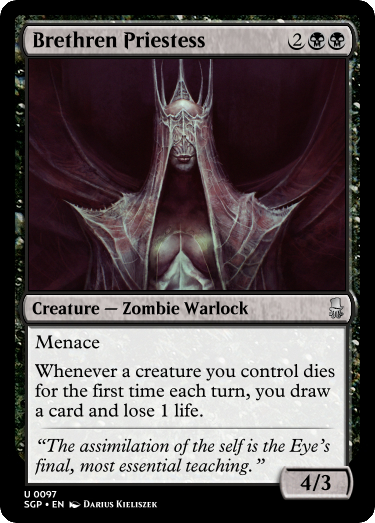 Brethren Priestess 2
Creature — Zombie Warlock
Menace
Whenever a creature you control dies
for the first time each turn, you draw
a card and lose 1 life.
“The assimilation of the self is the Eye’s
final, most essential teaching.”
4/3
U 0097
SGP • EN Darius Kieliszek